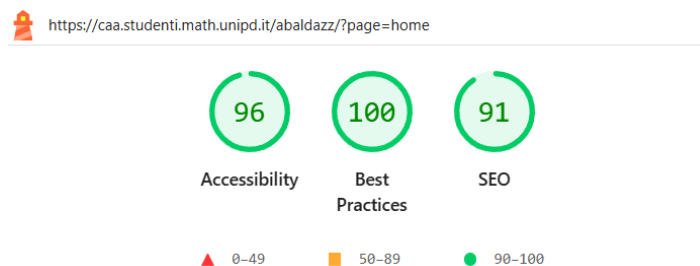 https://caa.studenti.math.unipd.it/abaldazz/?page=home
96 100 91
Accessibility Best Practices SEO
0–49 50–89 90–100